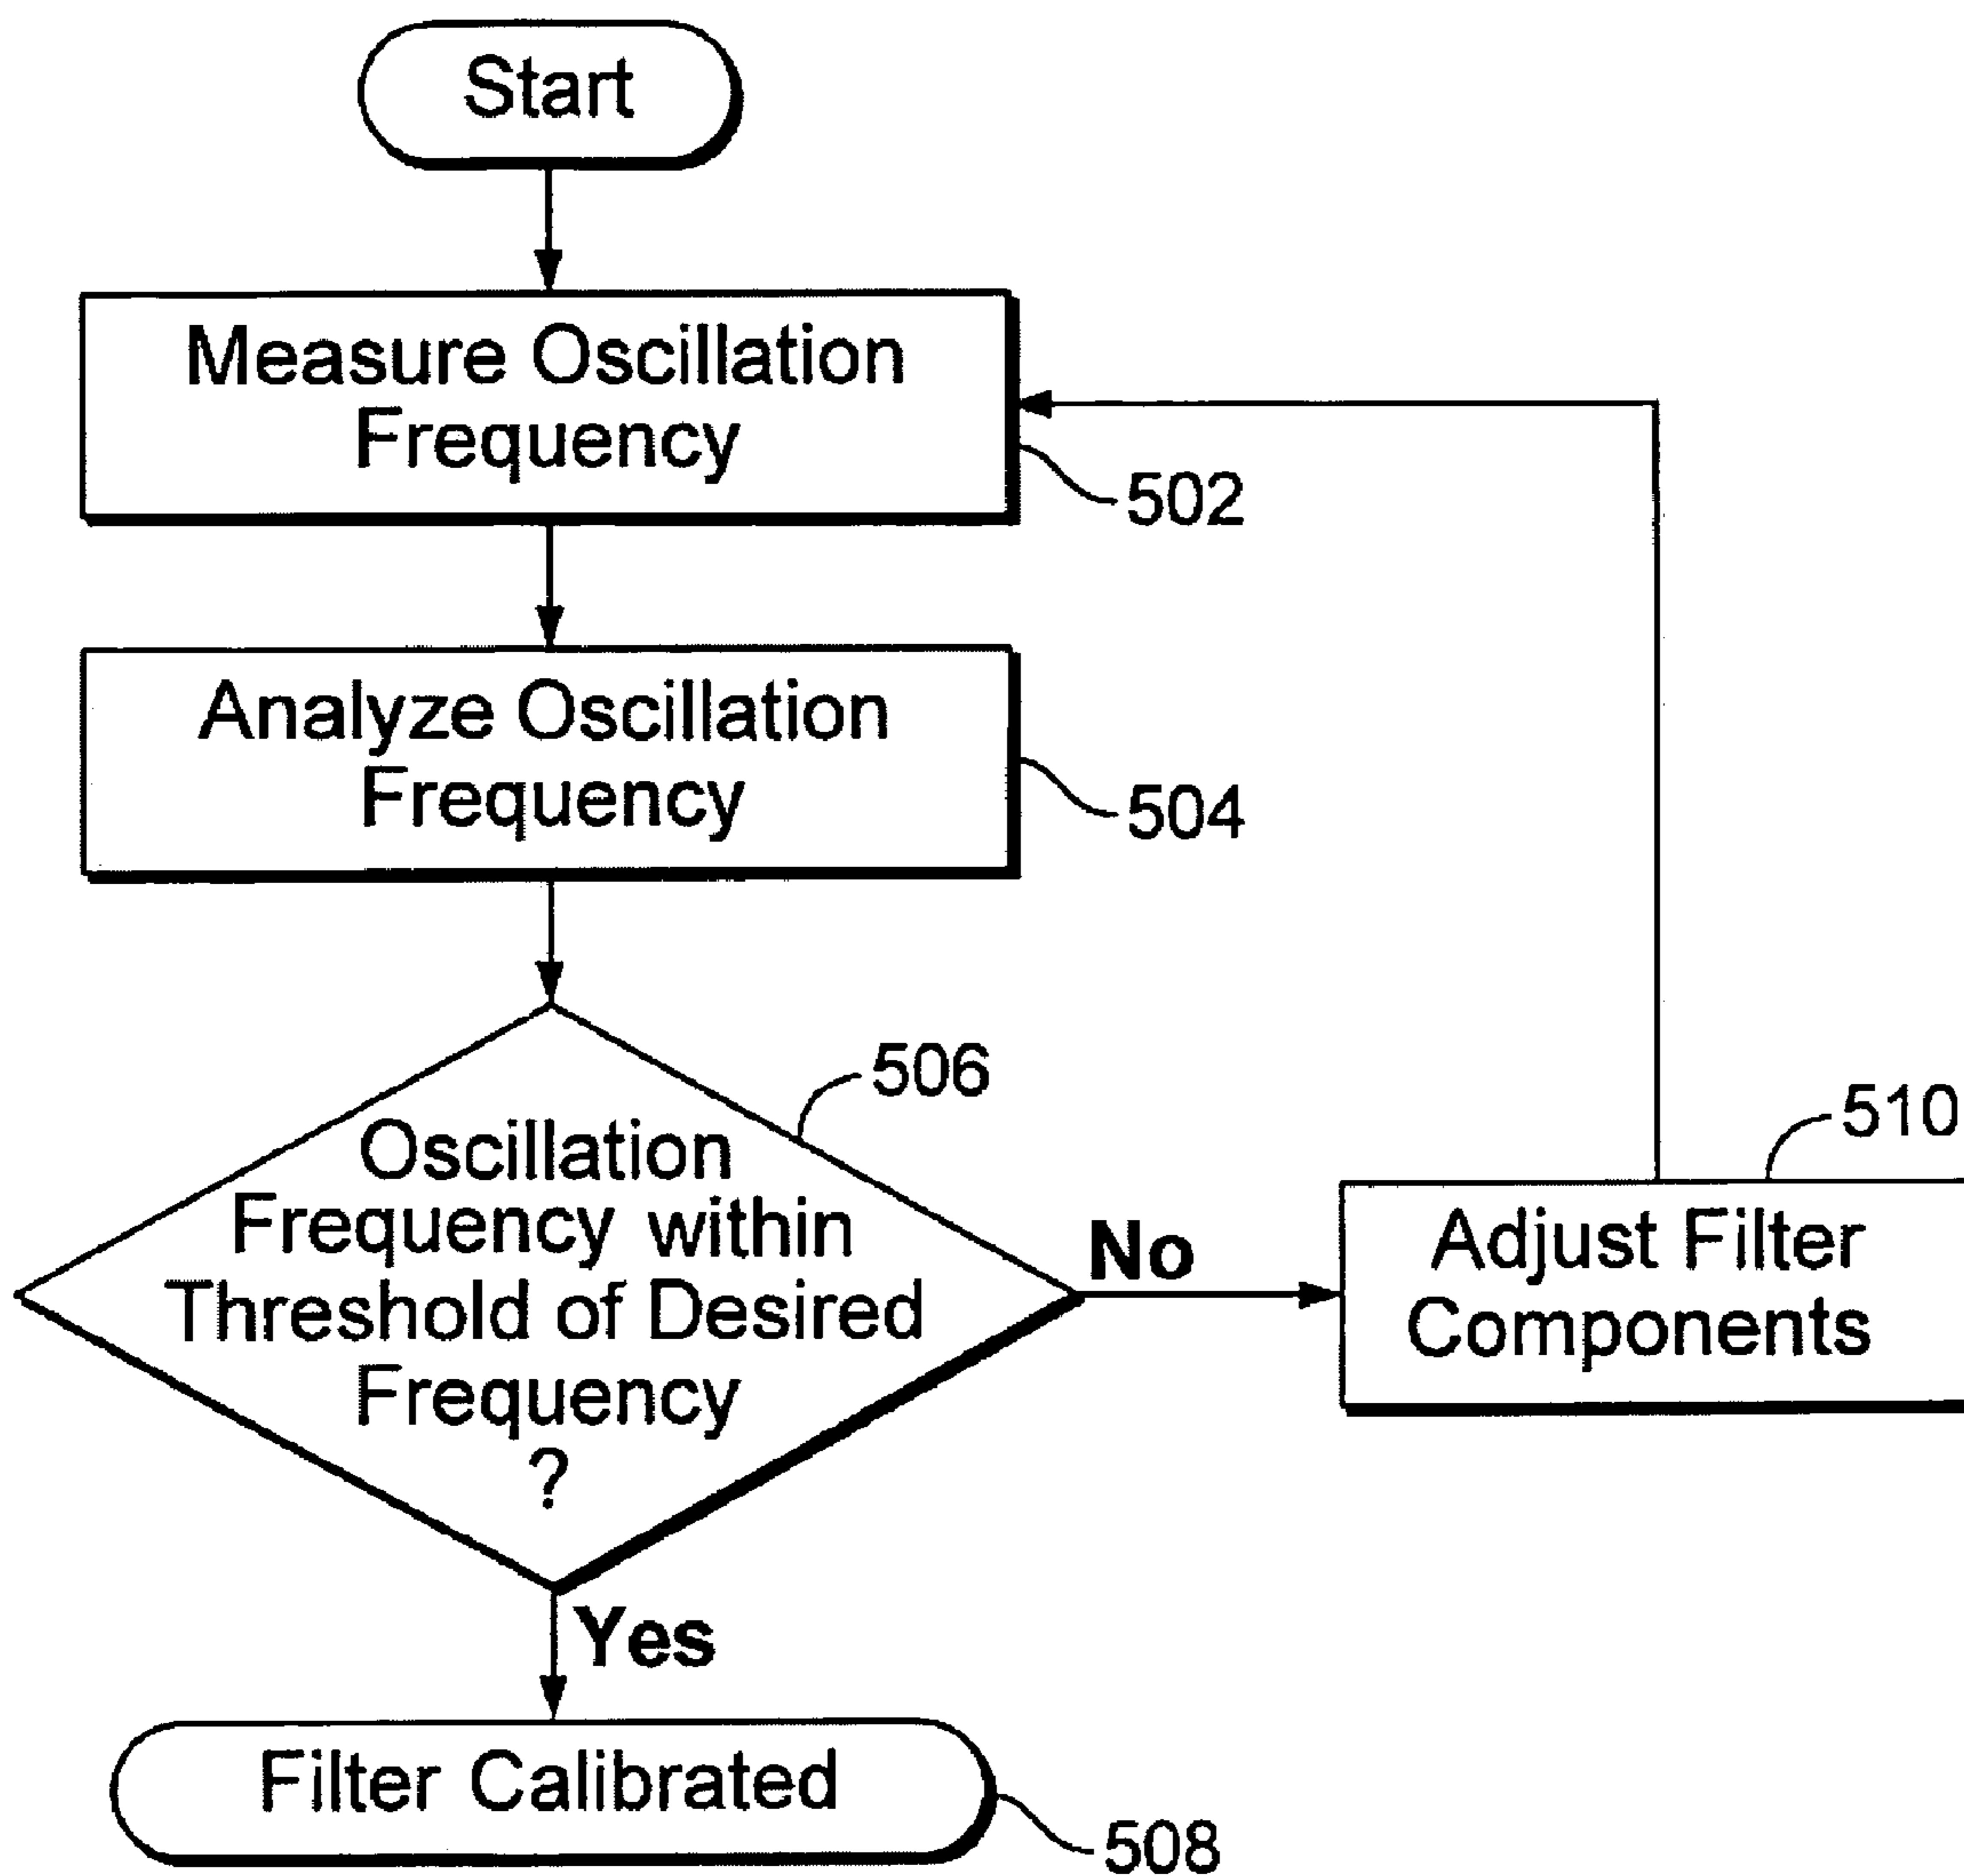 Start
Measure Oscillation
Frequency
502
Analyze Oscillation
Frequency
504
506
Oscillation
Frequency within
Threshold of Desired
Frequency
?
No
510
Adjust Filter
Components
Yes
Filter Calibrated
508